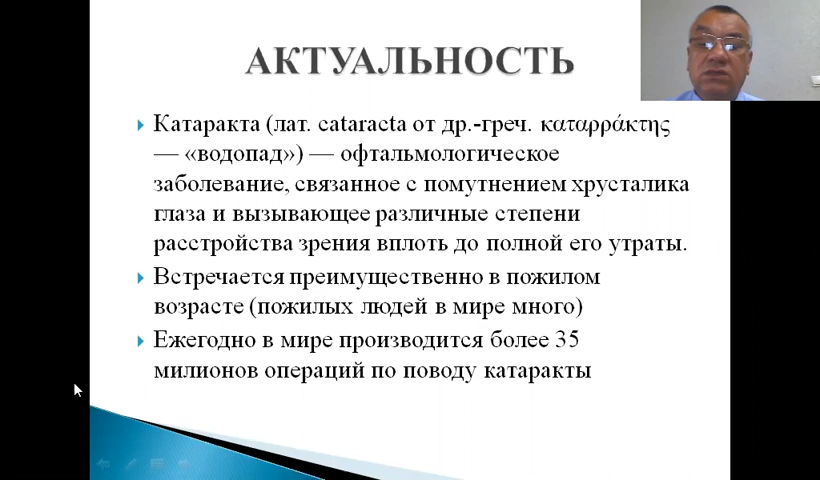 АКТУАЛЬНОСТЬ
Катаракта (лат. cataracta от др.-греч. καταρράκτης
— «водопад») — офтальмологическое
заболевание, связанное с помутнением хрусталика
глаза и вызывающее различные степени
расстройства зрения вплоть до полной его утраты.
Встречается преимущественно в пожилом
возрасте (пожилых людей в мире много)
Ежегодно в мире производится более 35
милионов операций по поводу катаракты